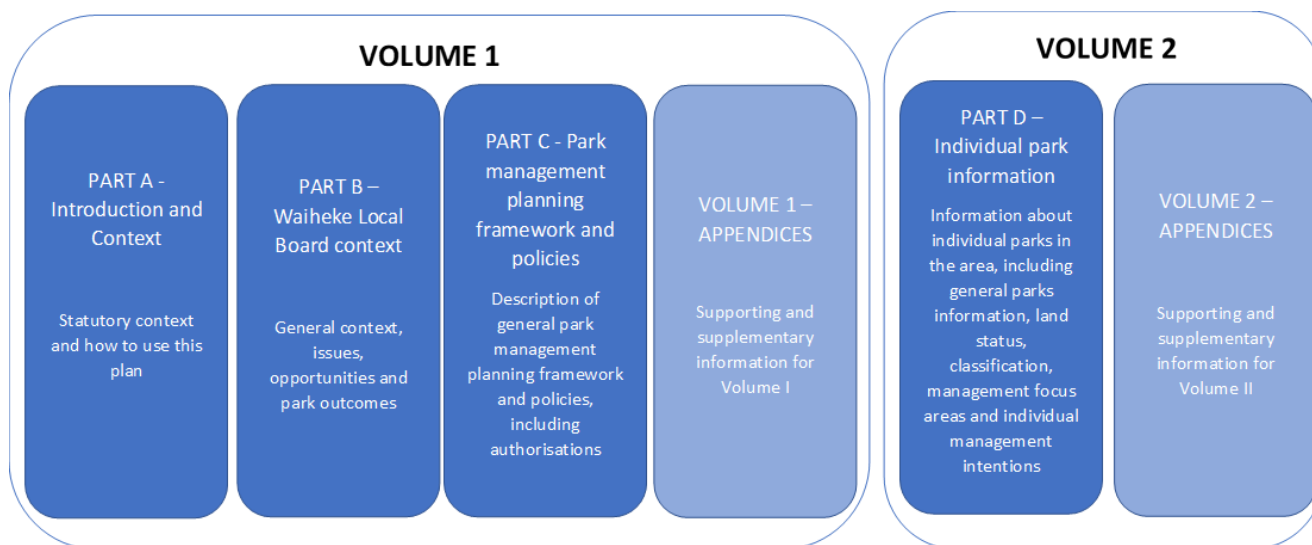 VOLUME 1
PART A -
Introduction and
Context
Statutory context
and how to use this
plan
PART B –
Waiheke Local
Board context
General context,
issues,
opportunities and
park outcomes
PART C - Park
management
planning
framework and
policies
Description of
general park
management
planning framework
and policies,
including
authorisations
VOLUME 1 –
APPENDICES
Supporting and
supplementary
information for
Volume I
VOLUME 2
PART D –
Individual park
information
Information about
individual parks in
the area, including
general parks
information, land
status,
classification,
management focus
areas and individual
management
intentions
VOLUME 2 –
APPENDICES
Supporting and
supplementary
information for
Volume II